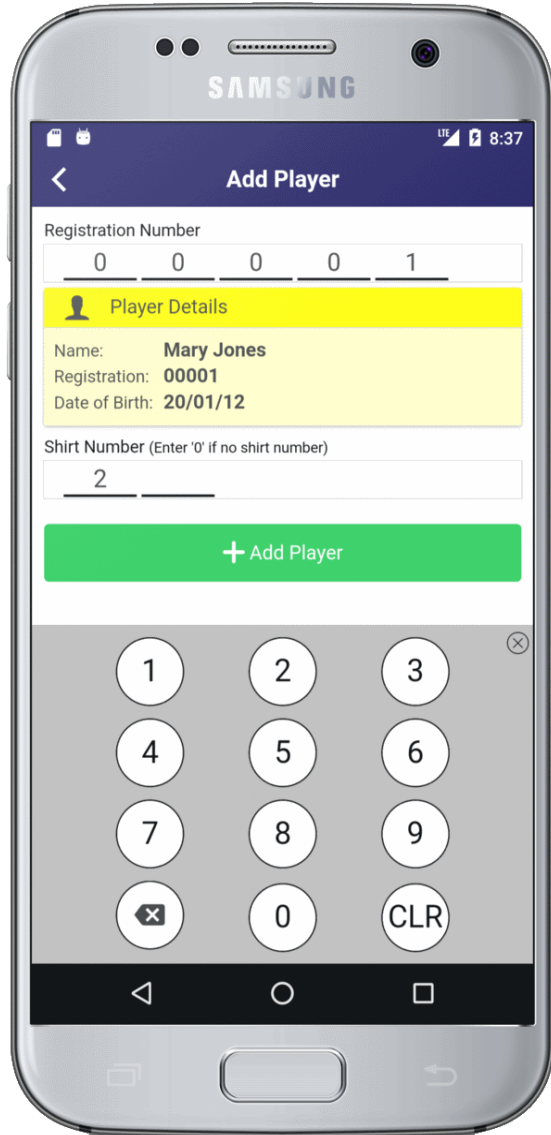 SAMSUNG
LTE 8:37
Add Player
Registration Number
0 0 0 0 1
Player Details
Name: Mary Jones
Registration: 00001
Date of Birth: 20/01/12
Shirt Number (Enter '0' if no shirt number)
2
+ Add Player
1 2 3
4 5 6
7 8 9
0 CLR